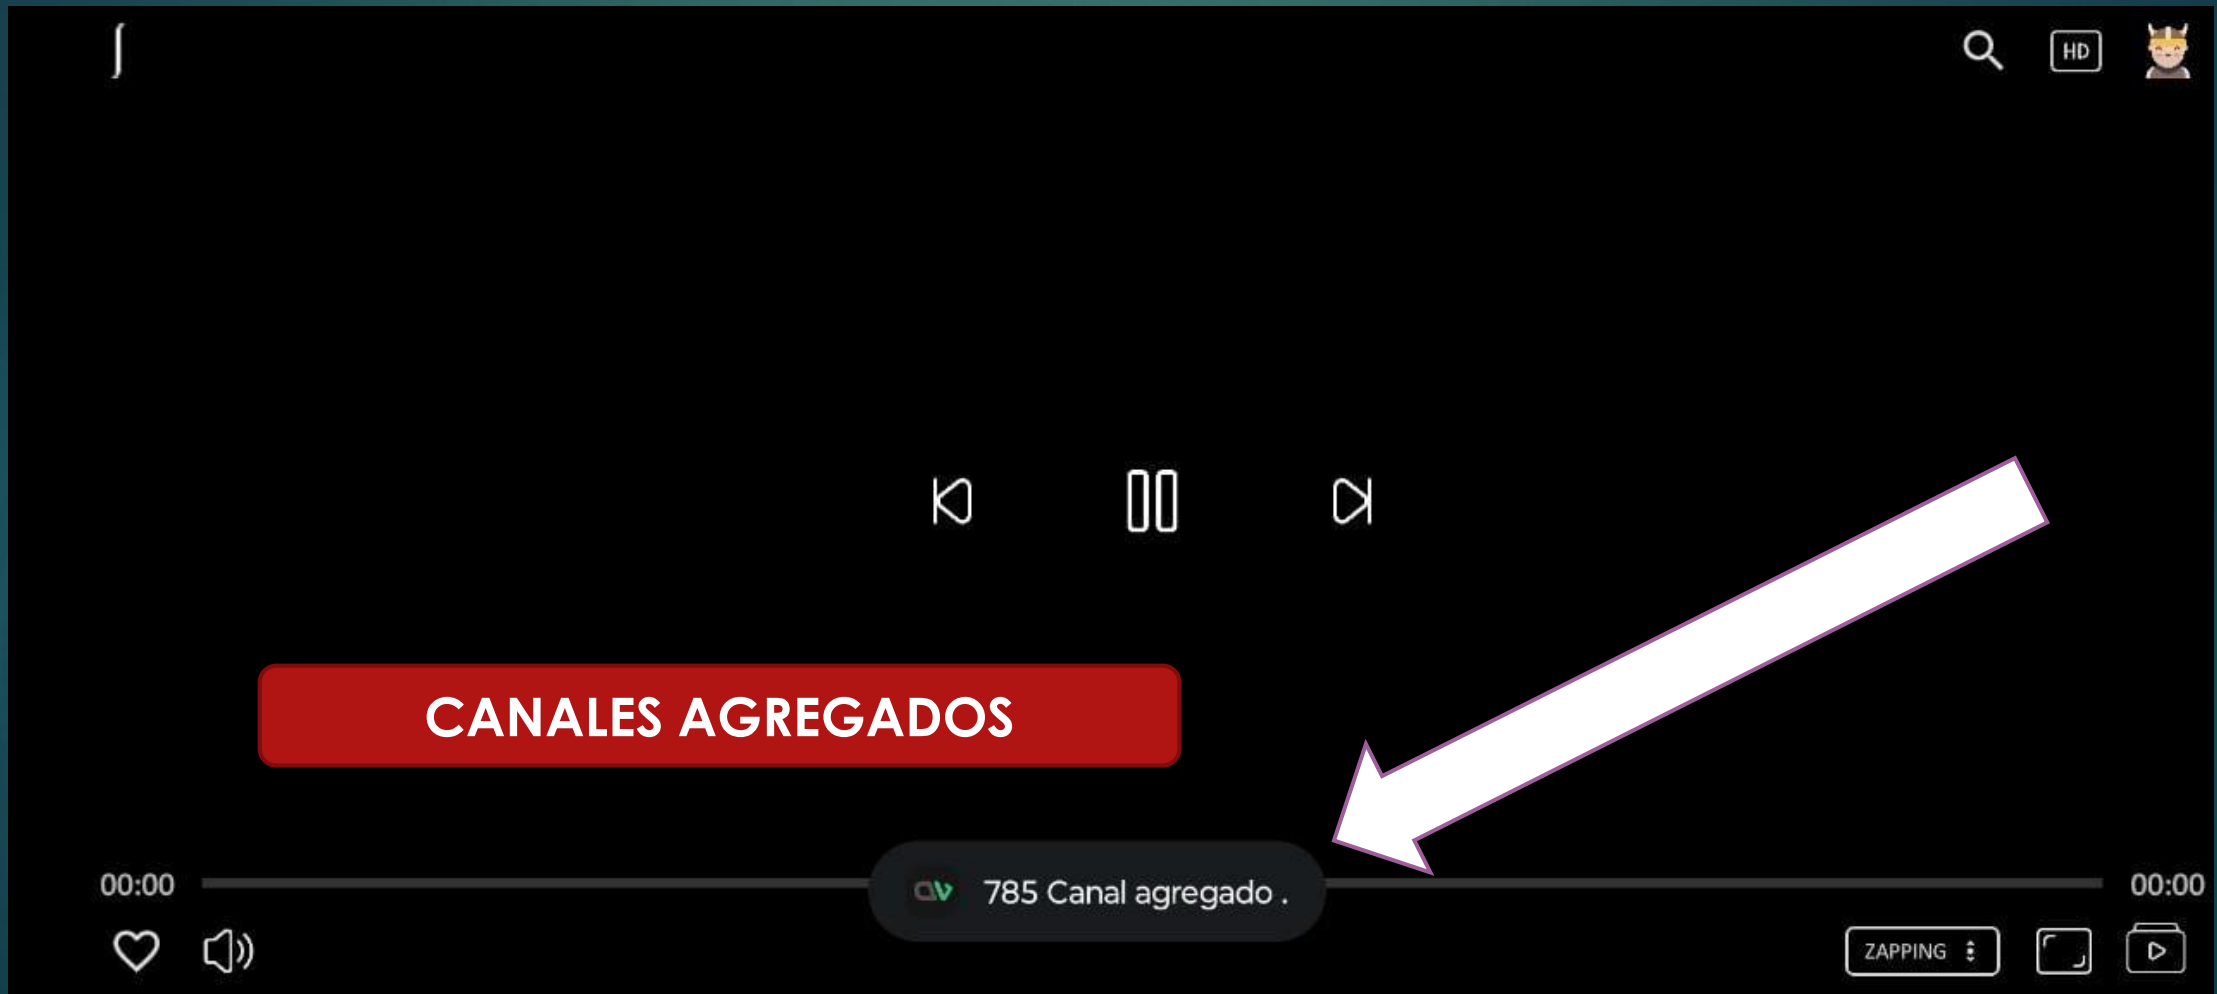 HD
CANALES AGREGADOS
785 Canal agregado .
00:00
00:00
ZAPPING